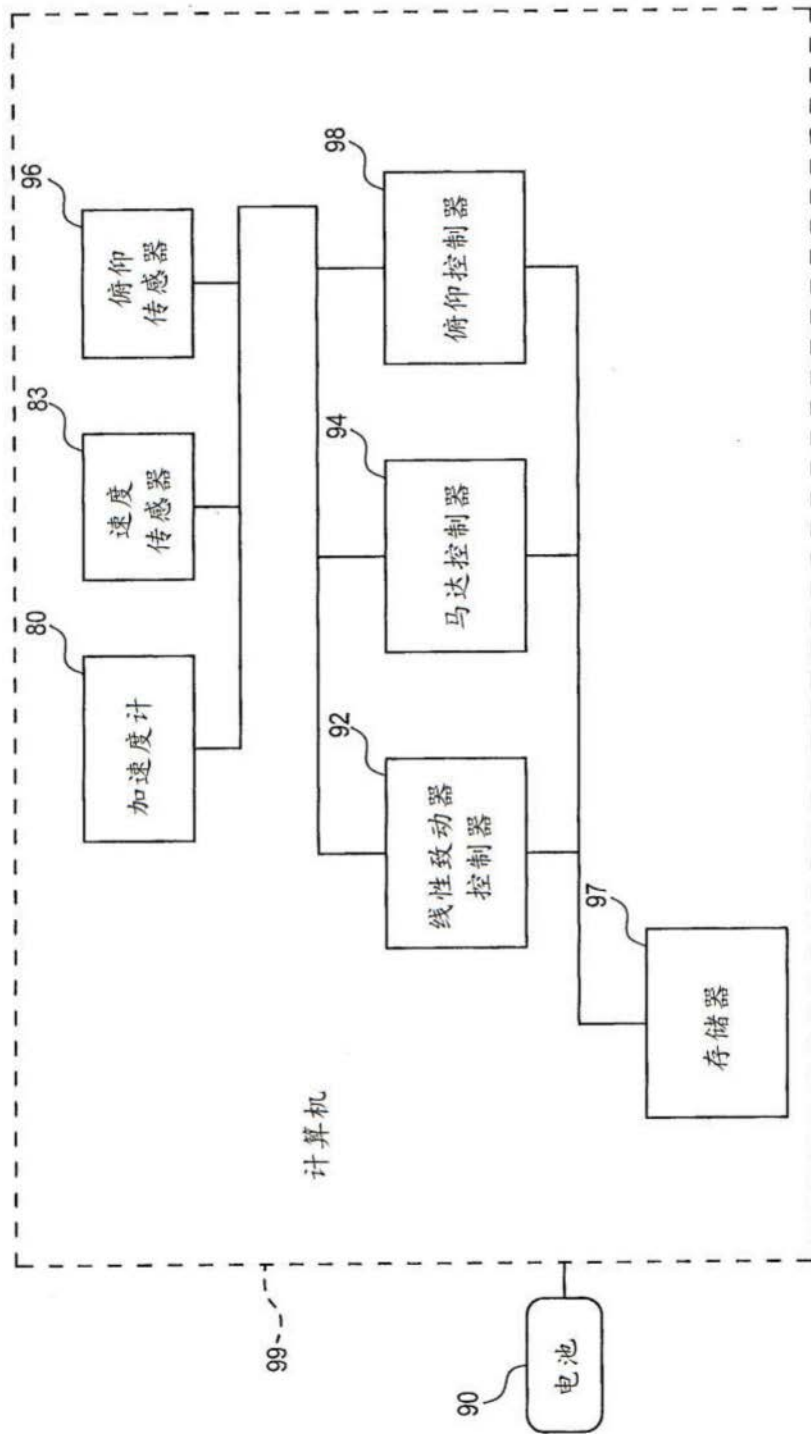 80
加速度计
83
速度
传感器
96
俯仰
传感器
99
计算机
92
线性致动器
控制器
94
马达控制器
98
俯仰控制器
90
电池
97
存储器